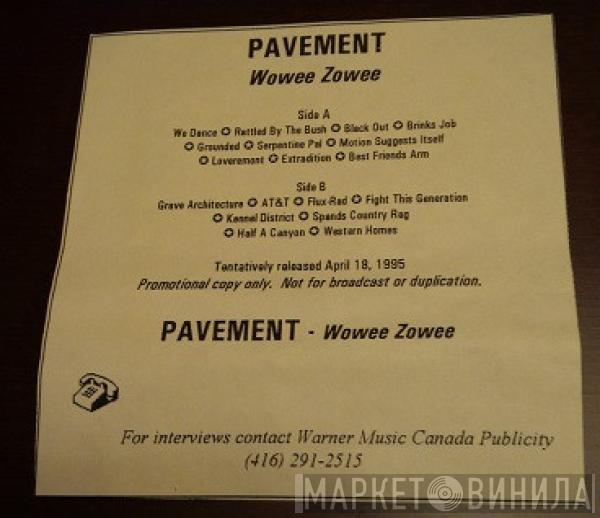 PAVEMENT
Wowee Zowee
Side A
We Dance ✪ Rattled By The Bush ✪ Black Out ✪ Brinks Job
✪ Grounded ✪ Serpentine Pal ✪ Motion Suggests Itself
✪ Loveremont ✪ Extradition ✪ Best Friends Arm
Side B
Grave Architecture ✪ AT&T ✪ Flux-Rad ✪ Fight This Generation
✪ Kennel District ✪ Spands Country Rag
✪ Half A Canyon ✪ Western Homes
Tentatively released April 18, 1995
Promotional copy only. Not for broadcast or duplication.
PAVEMENT - Wowee Zowee
For interviews contact Warner Music Canada Publicity
(416) 291-2515
МАРКЕТ ВИНИЛА